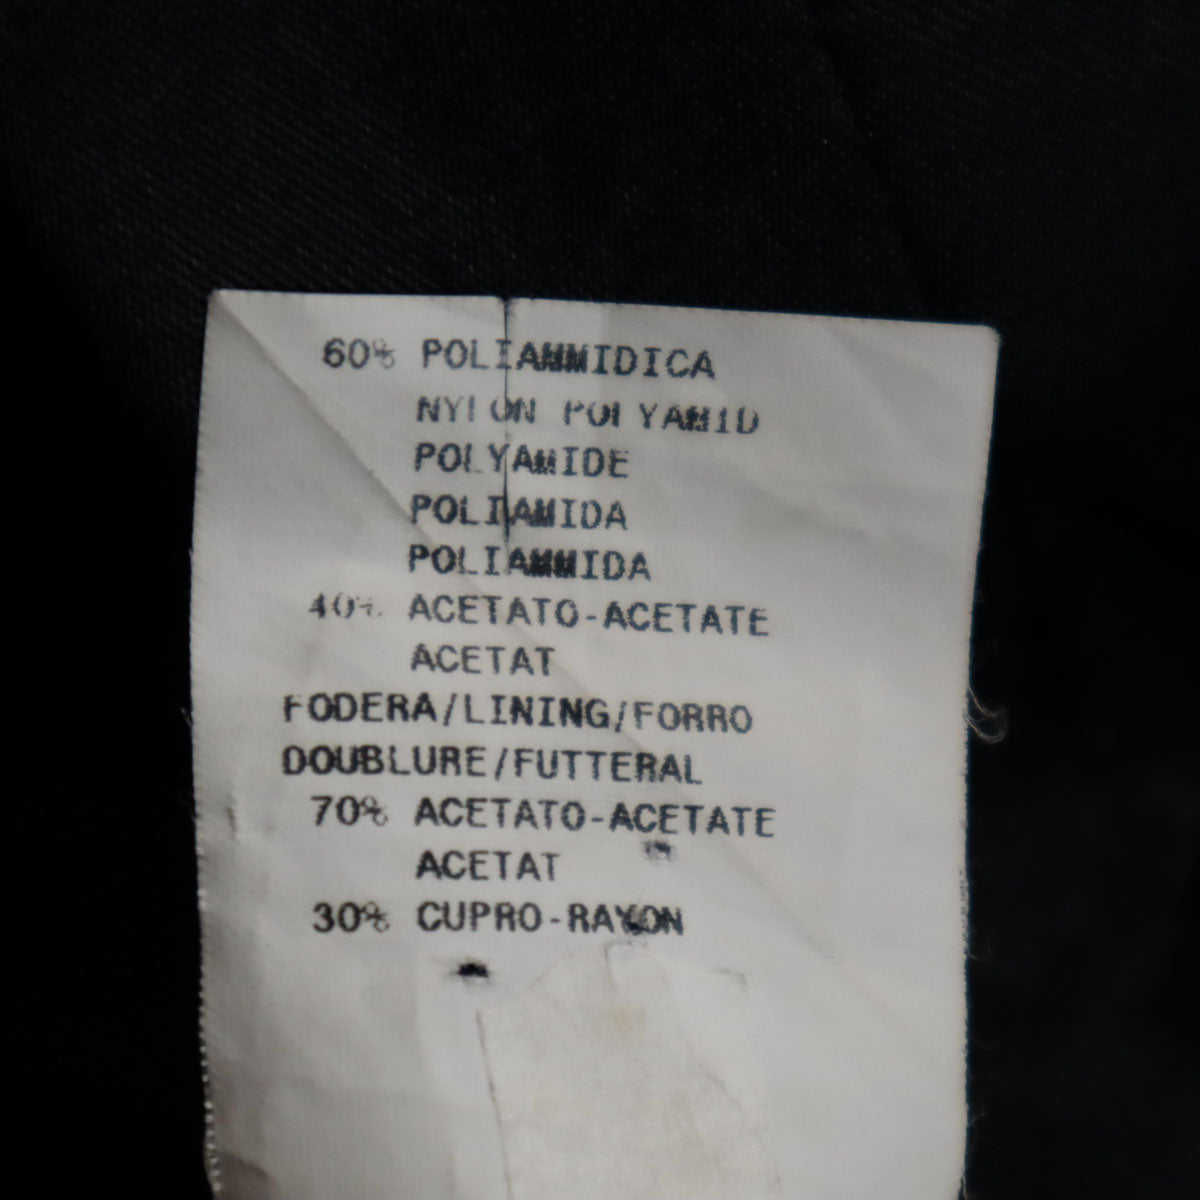 60% POLIAMMIDICA
NYLON POLYAMID
POLYAMIDE
POLIAMIDA
POLIAMMIDA
40% ACETATO-ACETATE
ACETAT
FODERA/LINING/FORRO
DOUBLURE/FUTTERAL
70% ACETATO-ACETATE
ACETAT
30% CUPRO-RAYON